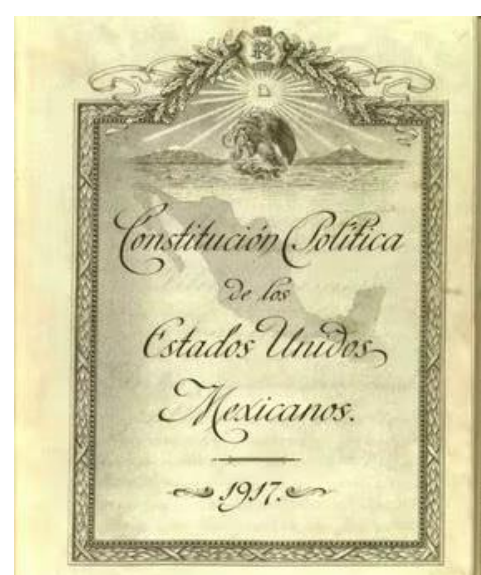 Constitución Política
de los
Estados Unidos
Mexicanos.
1917.